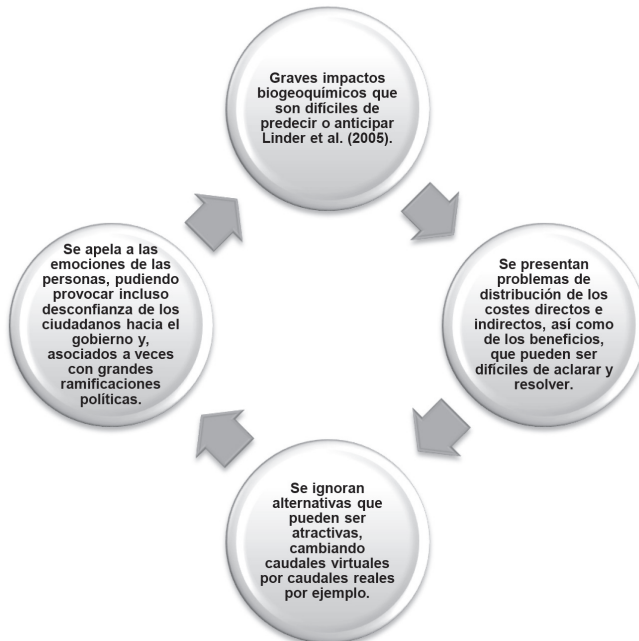 Graves impactos
biogeoquímicos que
son difíciles de
predecir o anticipar
Linder et al. (2005).
Se presentan
problemas de
distribución de los
costes directos e
indirectos, así como
de los beneficios,
que pueden ser
difíciles de aclarar y
resolver.
Se ignoran
alternativas que
pueden ser
atractivas,
cambiando
caudales virtuales
por caudales reales
por ejemplo.
Se apela a las
emociones de las
personas, pudiendo
provocar incluso
desconfianza de los
ciudadanos hacia el
gobierno y,
asociados a veces
con grandes
ramificaciones
políticas.